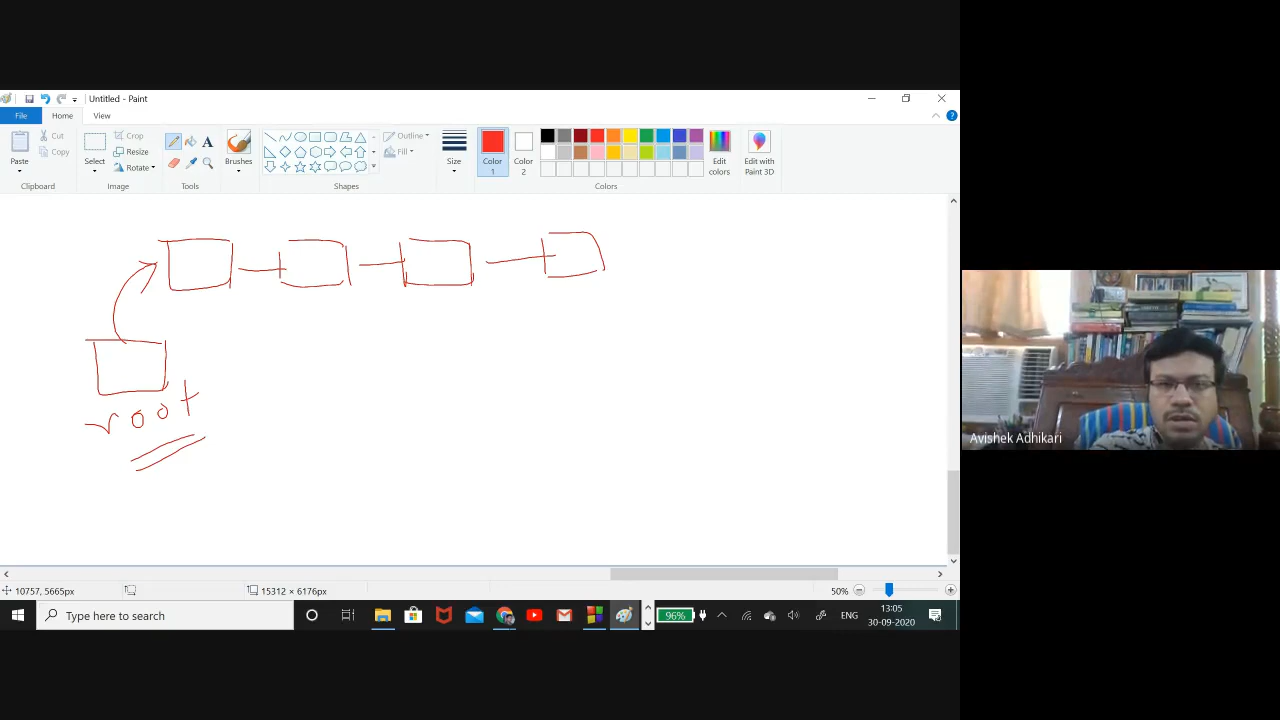 Untitled - Paint
File Home View
Paste
Cut
Copy
Clipboard
Select
Crop
Resize
Rotate
Image
Tools
Brushes
Shapes
Outline
Fill
Size
Color 1
Color 2
Colors
Edit colors
Edit with Paint 3D
root
Avishek Adhikari
10757, 5665px
15312 × 6176px
50%
Type here to search
96%
ENG
13:05
30-09-2020